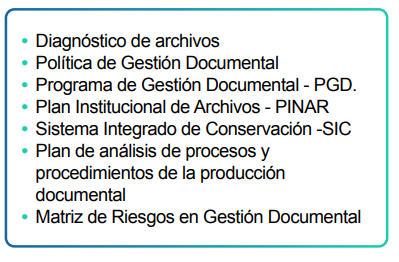 • Diagnóstico de archivos
• Política de Gestión Documental
• Programa de Gestión Documental - PGD.
• Plan Institucional de Archivos - PINAR
• Sistema Integrado de Conservación -SIC
• Plan de análisis de procesos y
procedimientos de la producción
documental
• Matriz de Riesgos en Gestión Documental